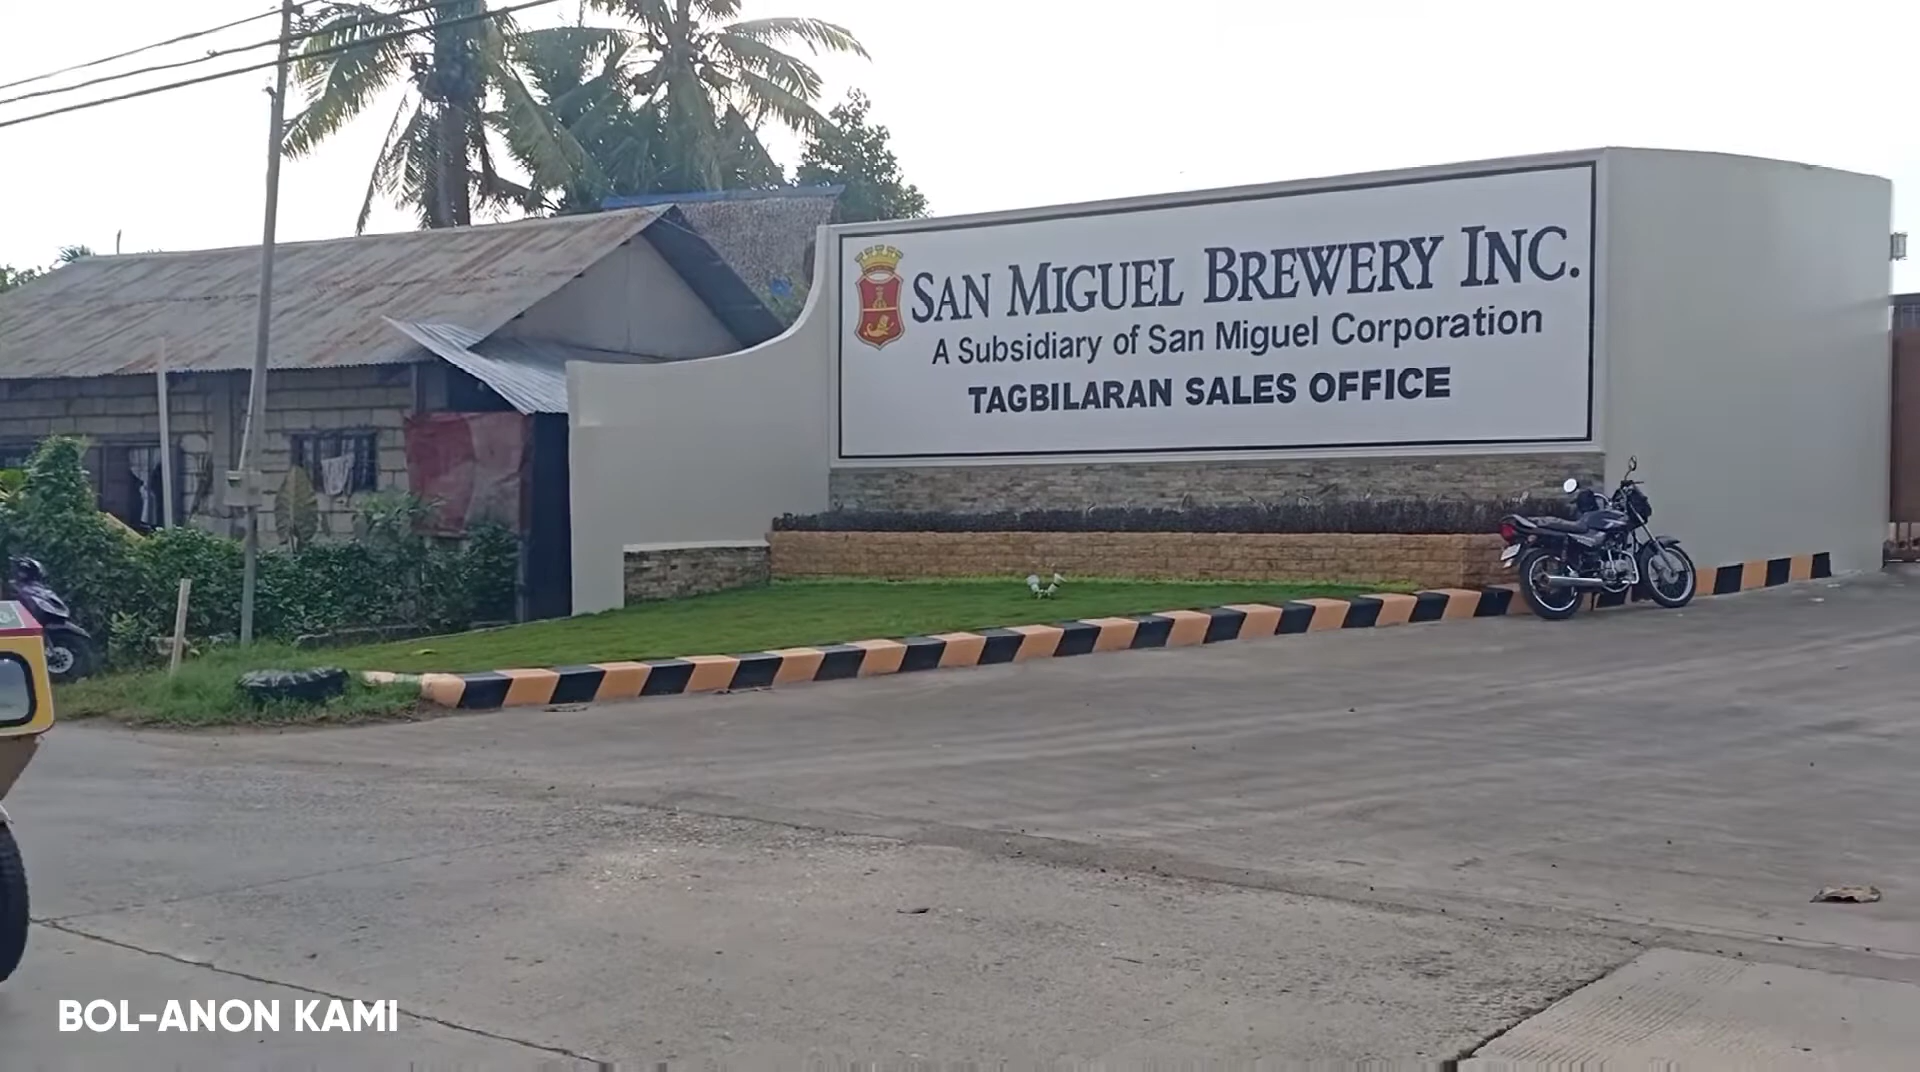 SAN MIGUEL BREWERY INC.
A Subsidiary of San Miguel Corporation
TAGBILARAN SALES OFFICE
BOL-ANON KAMI